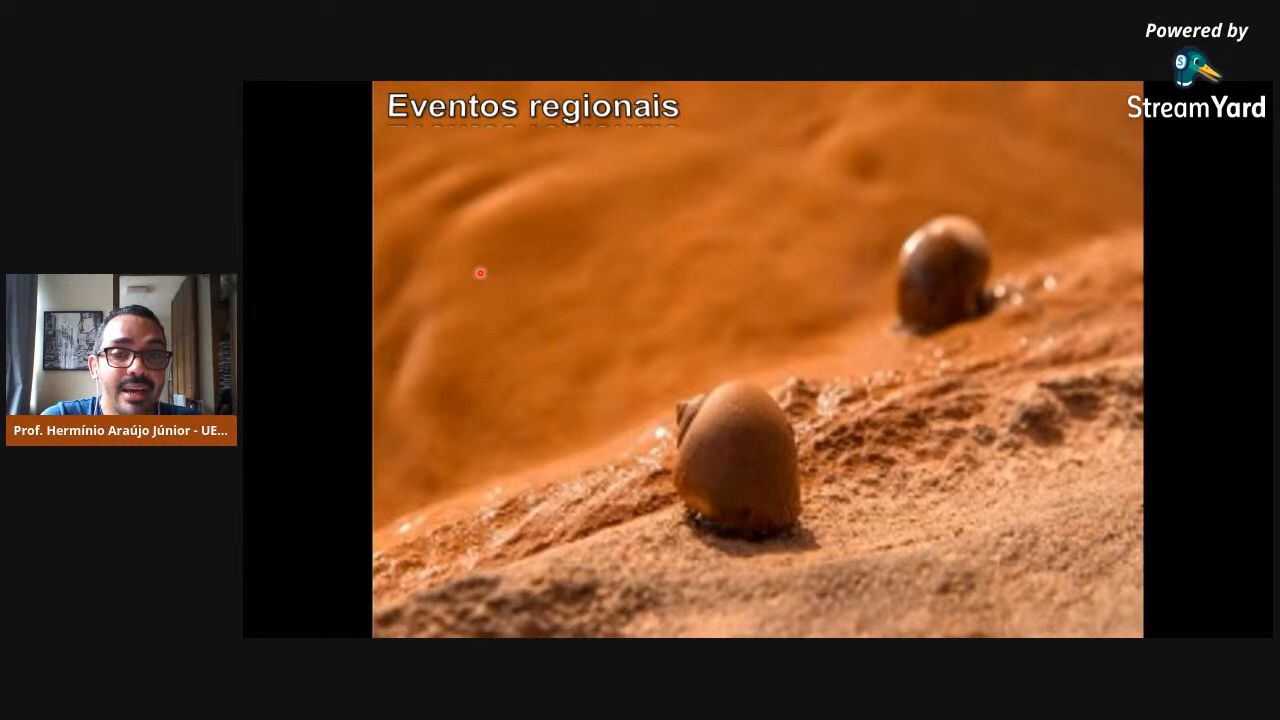 Powered by
StreamYard
Eventos regionais
Prof. Hermínio Araújo Júnior - UE...